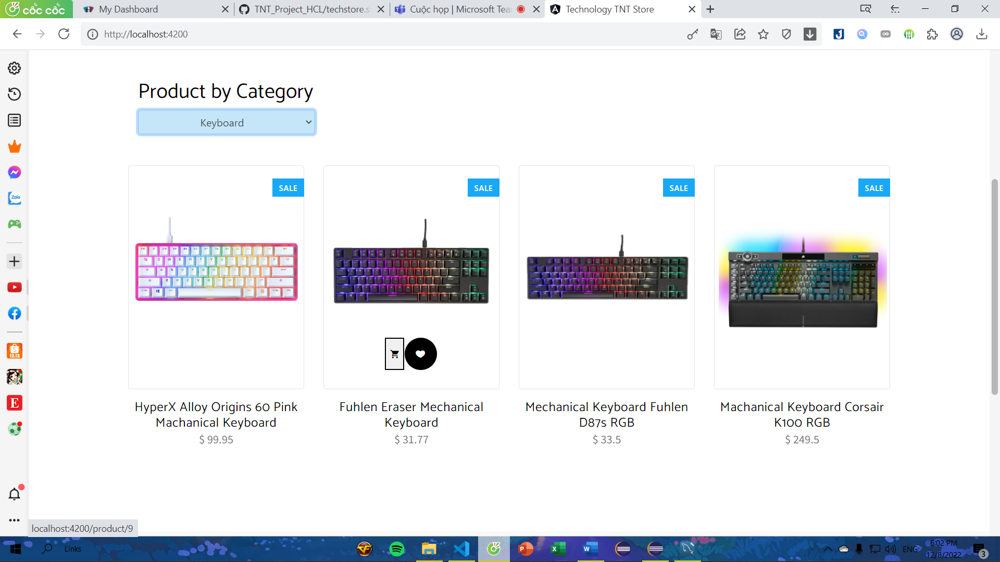 cốc cốc
My Dashboard
TNT_Project_HCL/techstore.s
Cuộc họp | Microsoft Tea
Technology TNT Store
http://localhost:4200
Product by Category
Keyboard
SALE
SALE
SALE
SALE
HyperX Alloy Origins 60 Pink
Machanical Keyboard
$ 99.95
Fuhlen Eraser Mechanical
Keyboard
$ 31.77
Mechanical Keyboard Fuhlen
D87s RGB
$ 33.5
Machanical Keyboard Corsair
K100 RGB
$ 249.5
Zalo
12.12
E
localhost:4200/product/9
Links
ENG
6:02 PM
12/8/2022
3